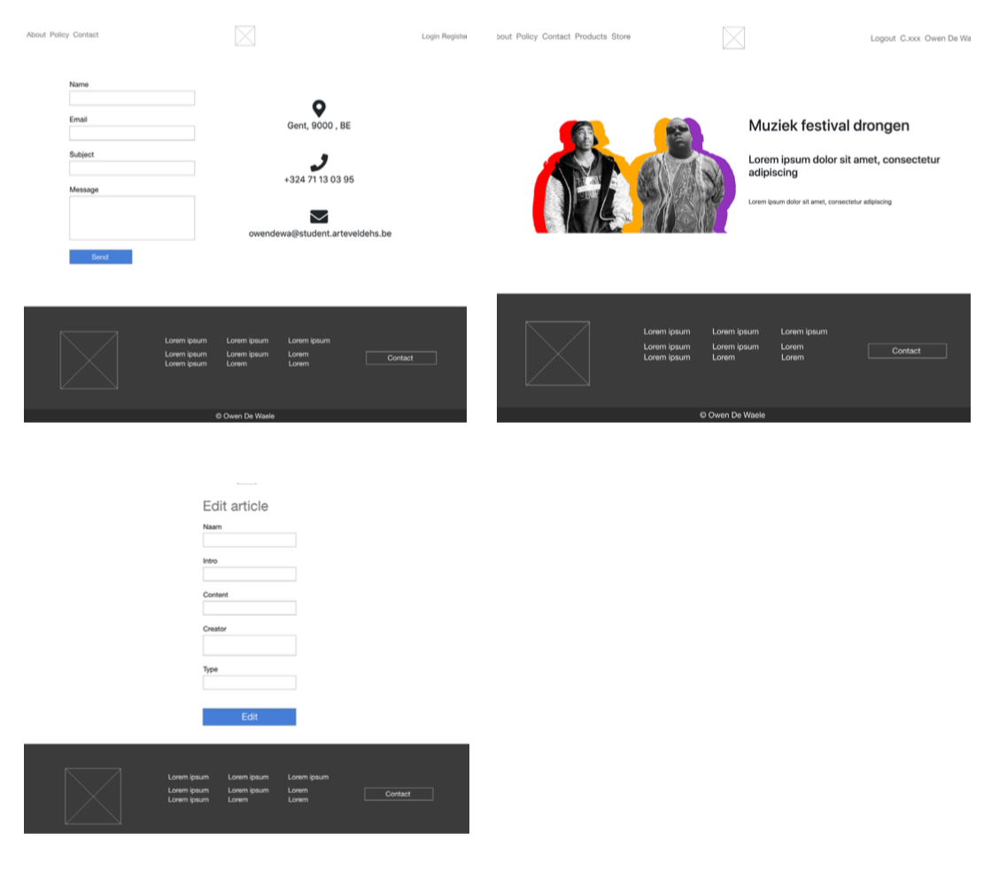 About Policy Contact
Login Register
Name
Email
Subject
Message
Send
Gent, 9000 , BE
+324 71 13 03 95
owendewa@student.arteveldehs.be
Lorem ipsum Lorem ipsum Lorem ipsum
Lorem ipsum Lorem ipsum Lorem
Lorem ipsum Lorem Lorem
Contact
© Owen De Waele
bout Policy Contact Products Store
Logout C.xxx Owen De Wa
Muziek festival drongen
Lorem ipsum dolor sit amet, consectetur
adipiscing
Lorem ipsum dolor sit amet, consectetur adipiscing
Lorem ipsum Lorem ipsum Lorem ipsum
Lorem ipsum Lorem ipsum Lorem
Lorem ipsum Lorem Lorem
Contact
© Owen De Waele
Edit article
Naam
Intro
Content
Creator
Type
Edit
Lorem ipsum Lorem ipsum Lorem ipsum
Lorem ipsum Lorem ipsum Lorem
Lorem ipsum Lorem Lorem
Contact